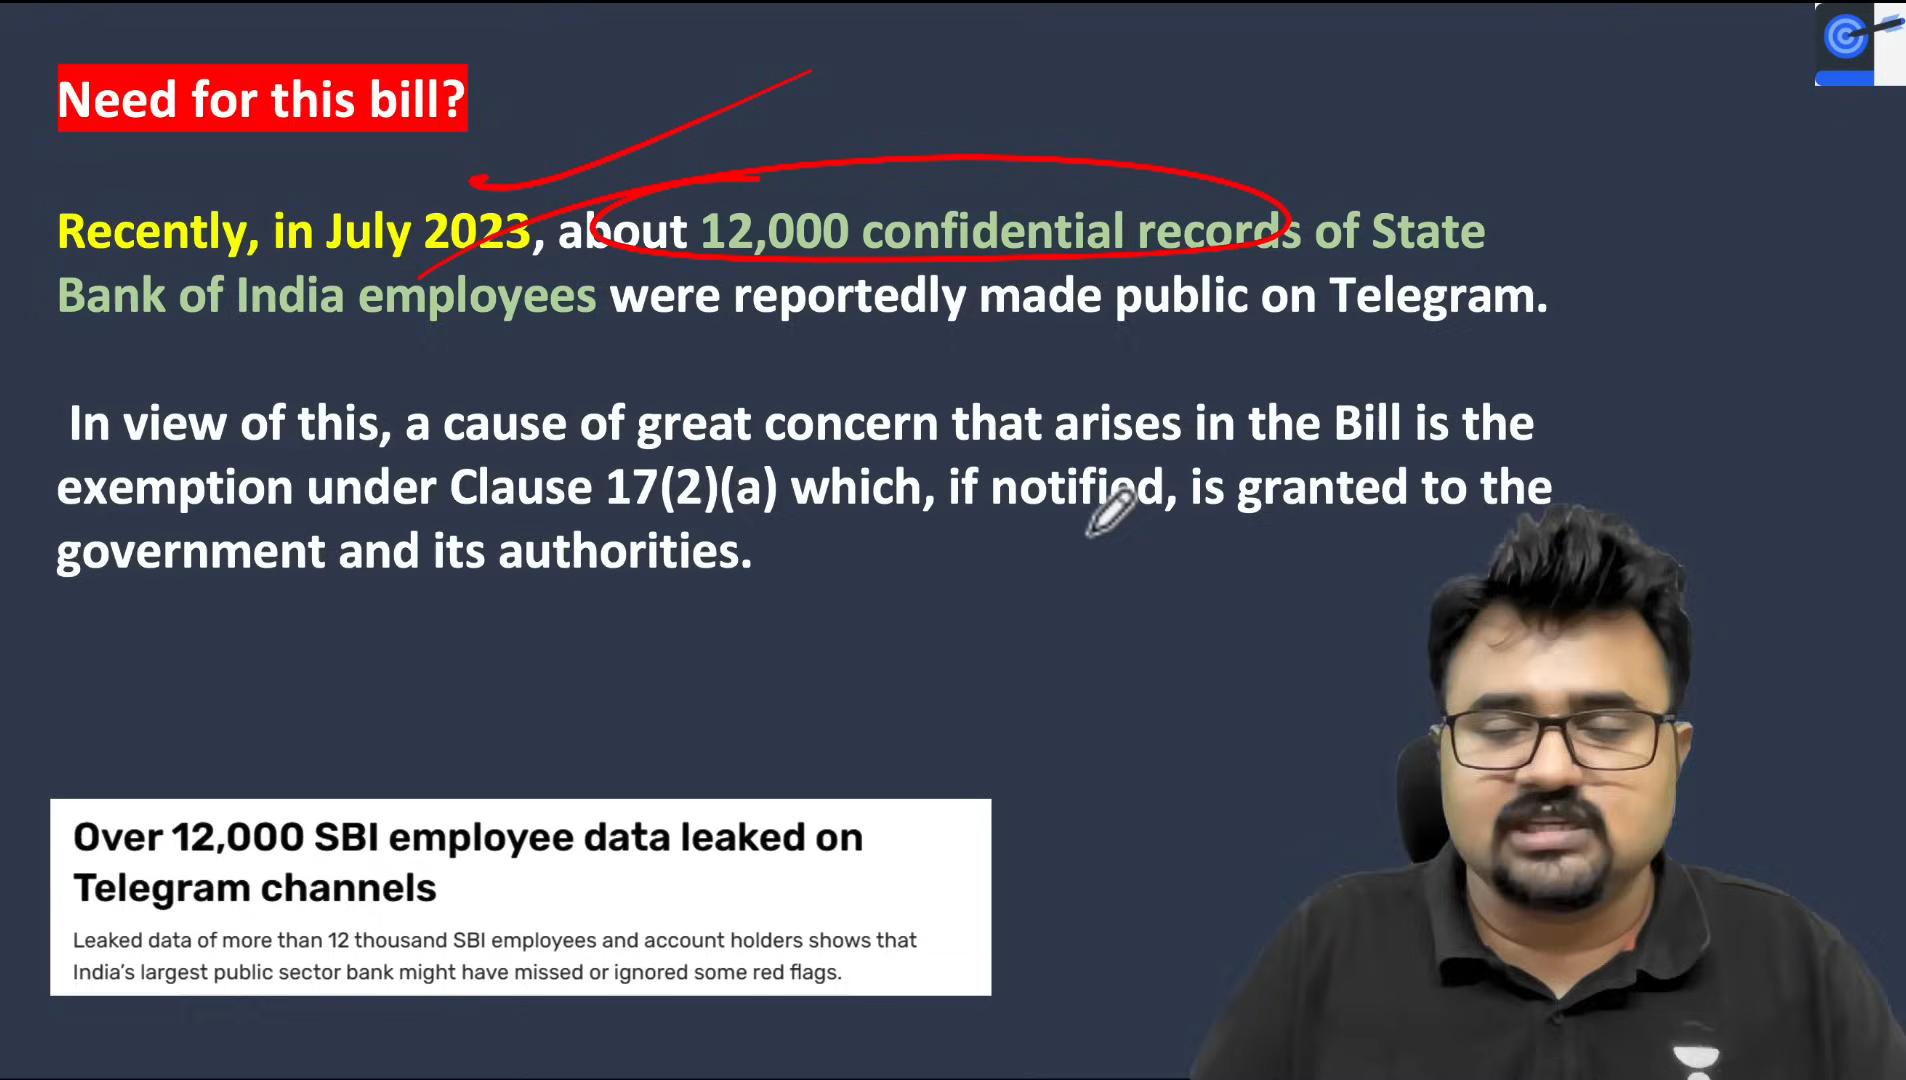 Need for this bill?
Recently, in July 2023, about 12,000 confidential records of State
Bank of India employees were reportedly made public on Telegram.
In view of this, a cause of great concern that arises in the Bill is the
exemption under Clause 17(2)(a) which, if notified, is granted to the
government and its authorities.
Over 12,000 SBI employee data leaked on
Telegram channels
Leaked data of more than 12 thousand SBI employees and account holders shows that
India's largest public sector bank might have missed or ignored some red flags.